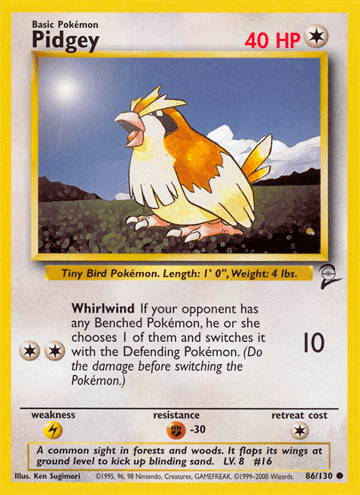 Basic Pokémon
Pidgey
40 HP
Tiny Bird Pokémon. Length: 1' 0", Weight: 4 lbs.
Whirlwind If your opponent has
any Benched Pokémon, he or she
chooses 1 of them and switches it
with the Defending Pokémon. (Do
the damage before switching the
Pokémon.)
10
weakness
resistance
retreat cost
-30
A common sight in forests and woods. It flaps its wings at
ground level to kick up blinding sand. LV. 8 #16
Illus. Ken Sugimori
©1995, 96, 98 Nintendo, Creatures, GAMEFREAK. ©1999-2000 Wizards.
86/130